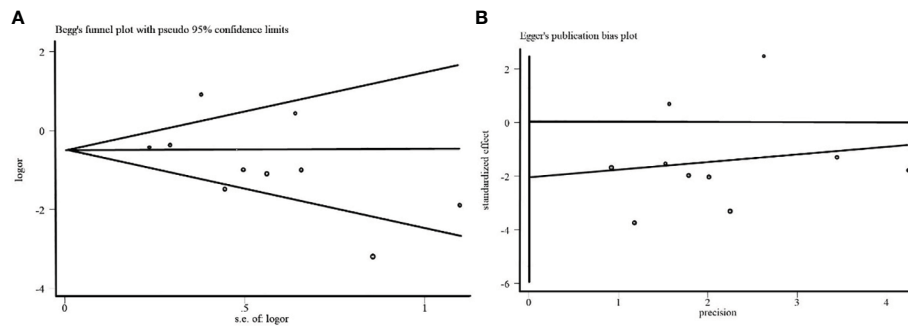 A
Begg's funnel plot with pseudo 95% confidence limits
2
0
-2
-4
logor
0
.5
1
s.e. of: logor
B
Egger's publication bias plot
2
0
-2
-4
-6
standardized effect
0
1
2
3
4
precision